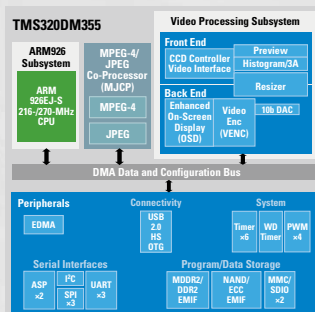 TMS320DM355
ARM926
Subsystem
ARM
926EJ-S
216-/270-MHz
CPU
MPEG-4/
JPEG
Co-Processor
(MJCP)
MPEG-4
JPEG
Video Processing Subsystem
Front End
CCD Controller
Video Interface
Preview
Histogram/3A
Resizer
Back End
Enhanced
On-Screen
Display
(OSD)
Video
Enc
(VENC)
10b DAC
DMA Data and Configuration Bus
Peripherals
EDMA
Connectivity
USB
2.0
HS
OTG
System
Timer
×6
WD
Timer
PWM
×4
Serial Interfaces
ASP
×2
I²C
SPI
×3
UART
×3
Program/Data Storage
MDDR2/
DDR2
EMIF
NAND/
ECC
EMIF
MMC/
SDIO
×2